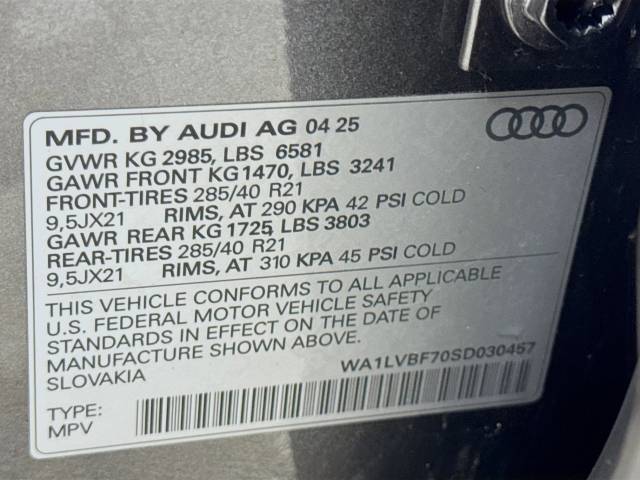 MFD. BY AUDI AG 04 25
GVWR KG 2985, LBS 6581
GAWR FRONT KG1470, LBS 3241
FRONT-TIRES 285/40 R21
9,5JX21 RIMS, AT 290 KPA 42 PSI COLD
GAWR REAR KG 1725, LBS 3803
REAR-TIRES 285/40 R21
9,5JX21 RIMS, AT 310 KPA 45 PSI COLD
THIS VEHICLE CONFORMS TO ALL APPLICABLE
U.S. FEDERAL MOTOR VEHICLE SAFETY
STANDARDS IN EFFECT ON THE DATE OF
MANUFACTURE SHOWN ABOVE.
SLOVAKIA
WA1LVBF70SD030457
TYPE:
MPV